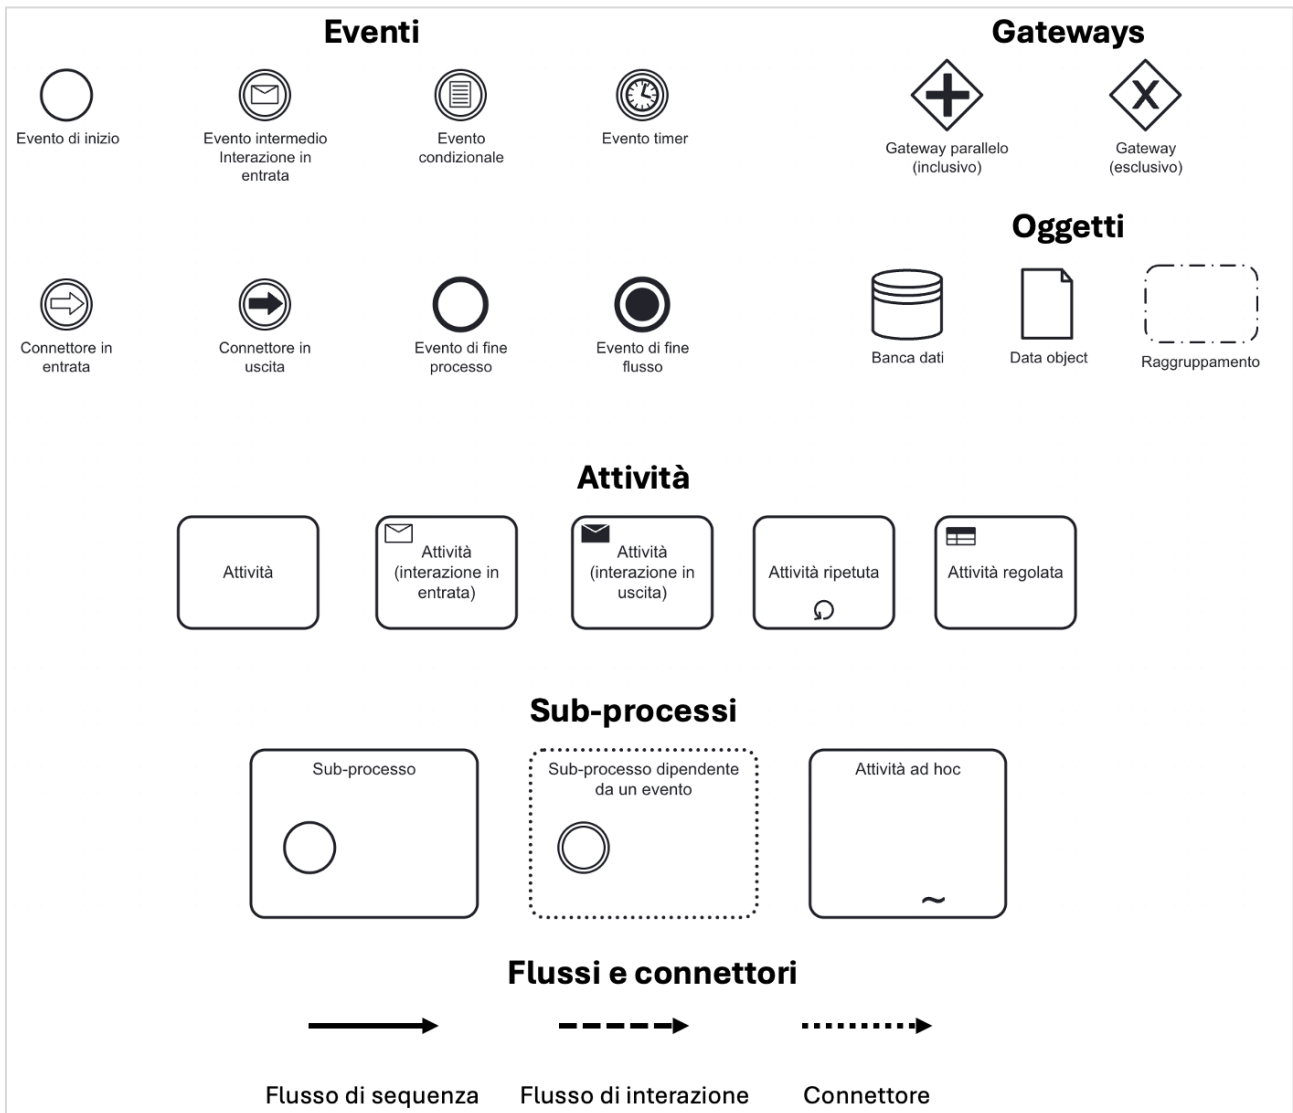 Eventi
Gateways
Evento di inizio
Evento intermedio
Interazione in
entrata
Evento
condizionale
Evento timer
Gateway parallelo
(inclusivo)
X
Gateway
(esclusivo)
Oggetti
Connettore in
entrata
Connettore in
uscita
Evento di fine
processo
Evento di fine
flusso
Banca dati
Data object
Raggruppamento
Attività
Attività
Attività
(interazione in
entrata)
Attività
(interazione in
uscita)
Attività ripetuta
Attività regolata
Sub-processi
Sub-processo
Sub-processo dipendente
da un evento
Attività ad hoc
~
Flussi e connettori
Flusso di sequenza
Flusso di interazione
Connettore